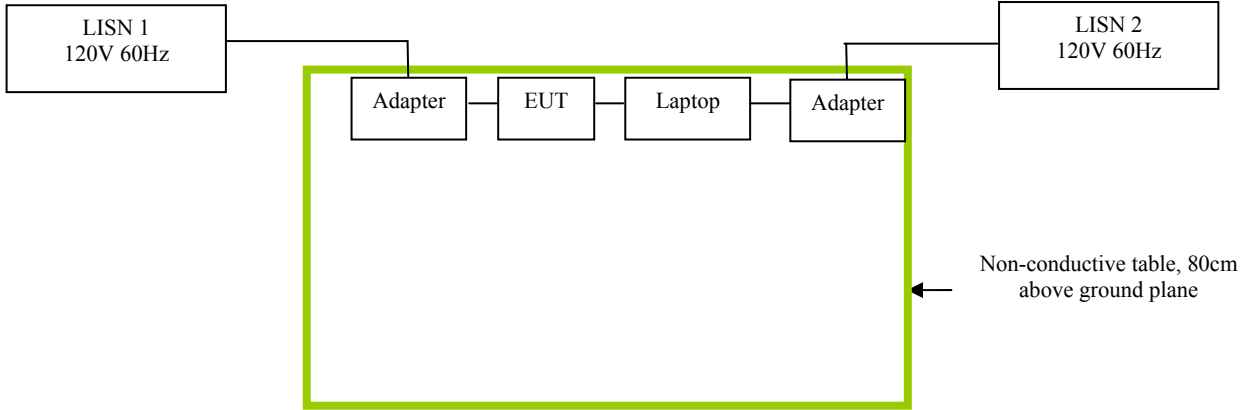 LISN 1
120V 60Hz
LISN 2
120V 60Hz
Adapter
EUT
Laptop
Adapter
Non-conductive table, 80cm
above ground plane